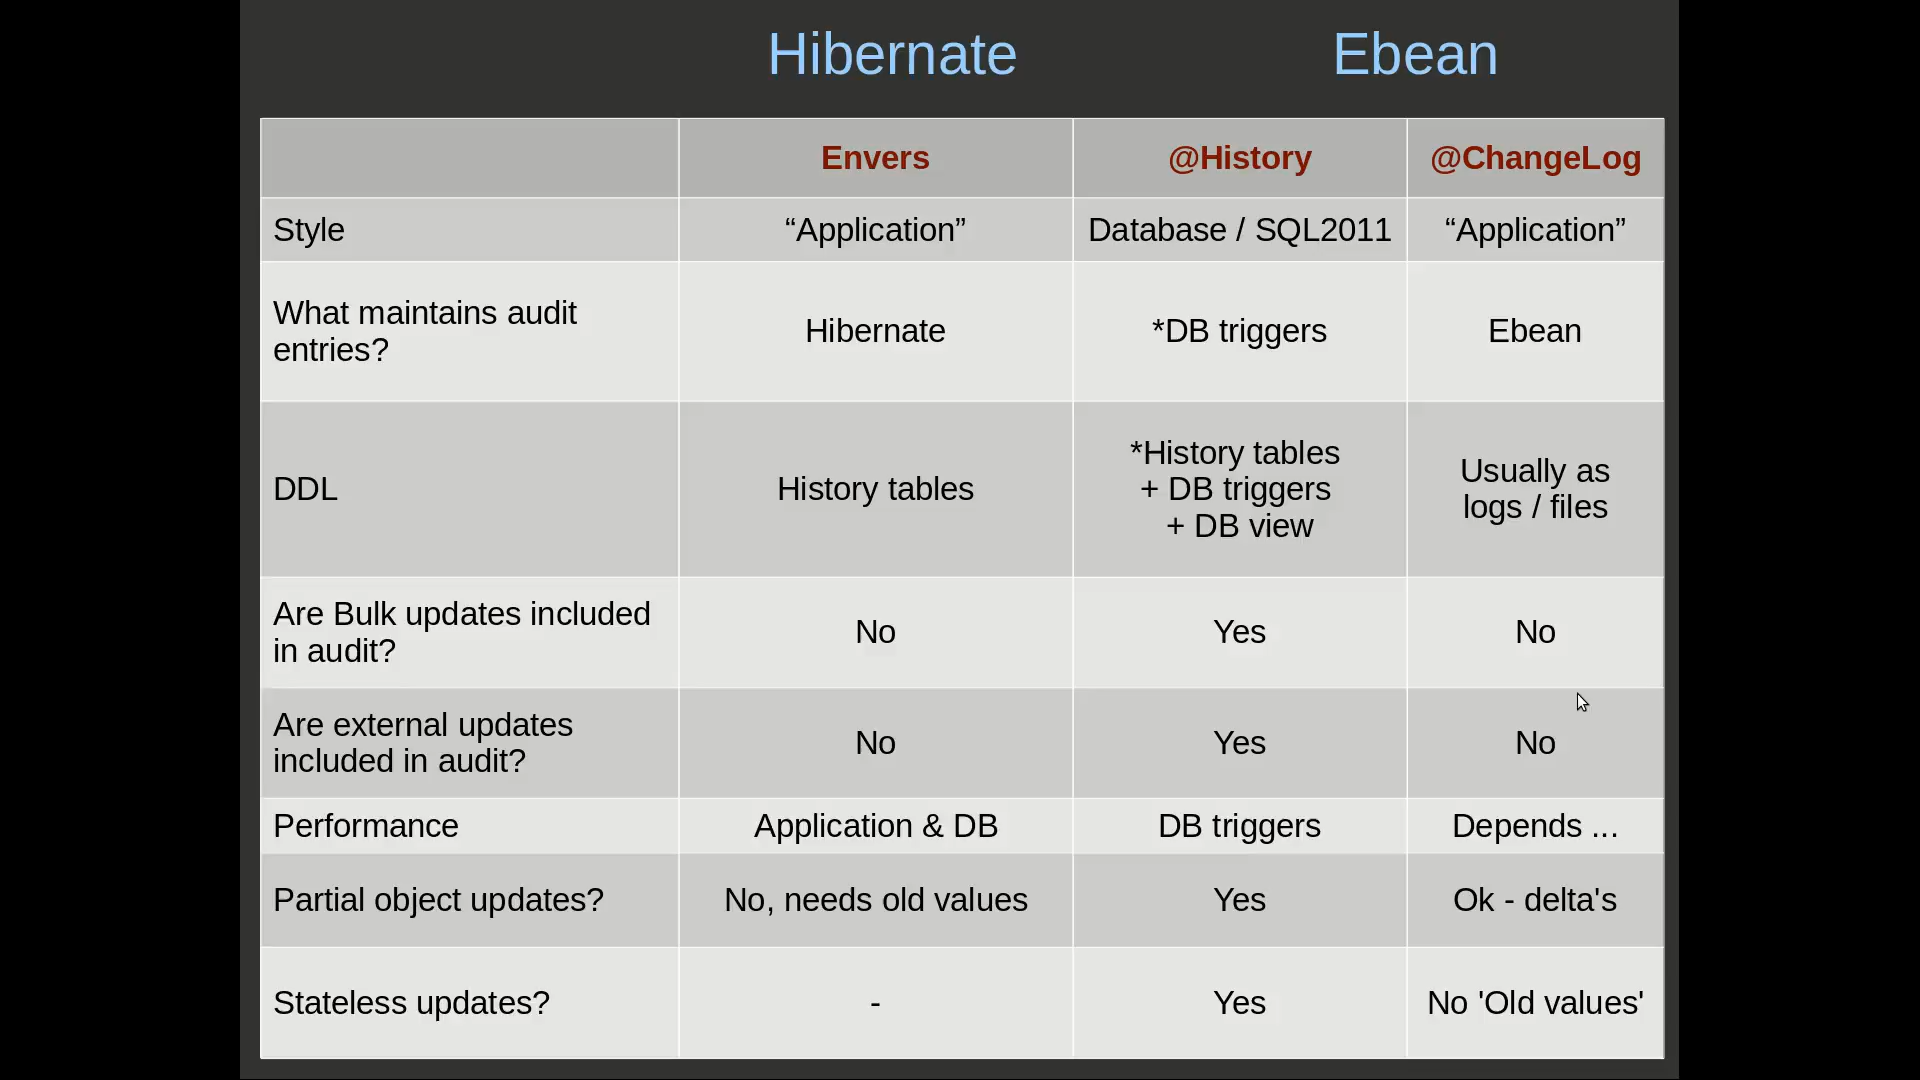 Hibernate Ebean
Envers @History @ChangeLog
Style “Application” Database / SQL2011 “Application”
What maintains audit
entries?
Hibernate *DB triggers Ebean
DDL
History tables
*History tables
+ DB triggers
+ DB view
Usually as
logs / files
Are Bulk updates included
in audit?
No Yes No
Are external updates
included in audit?
No Yes No
Performance Application & DB DB triggers Depends ...
Partial object updates? No, needs old values Yes Ok - delta's
Stateless updates? - Yes No 'Old values'